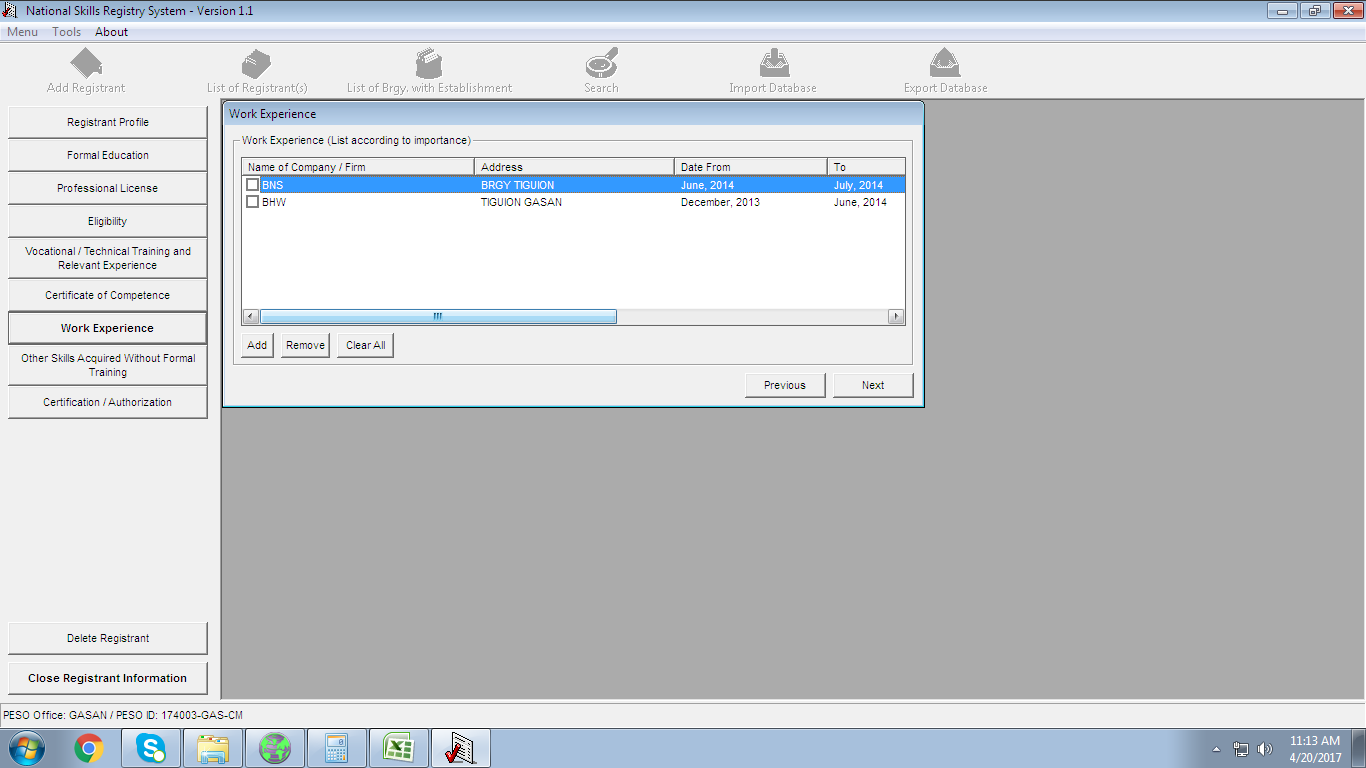 National Skills Registry System - Version 1.1
Menu Tools About
Add Registrant List of Registrant(s) List of Brgy. with Establishment Search Import Database Export Database
Registrant Profile
Formal Education
Professional License
Eligibility
Vocational / Technical Training and
Relevant Experience
Certificate of Competence
Work Experience
Other Skills Acquired Without Formal
Training
Certification / Authorization
Delete Registrant
Close Registrant Information
Work Experience
Work Experience (List according to importance)
Name of Company / Firm Address Date From To
BNS BRGY TIGUION June, 2014 July, 2014
BHW TIGUION GASAN December, 2013 June, 2014
Add Remove Clear All
Previous Next
PESO Office: GASAN / PESO ID: 174003-GAS-CM
11:13 AM
4/20/2017